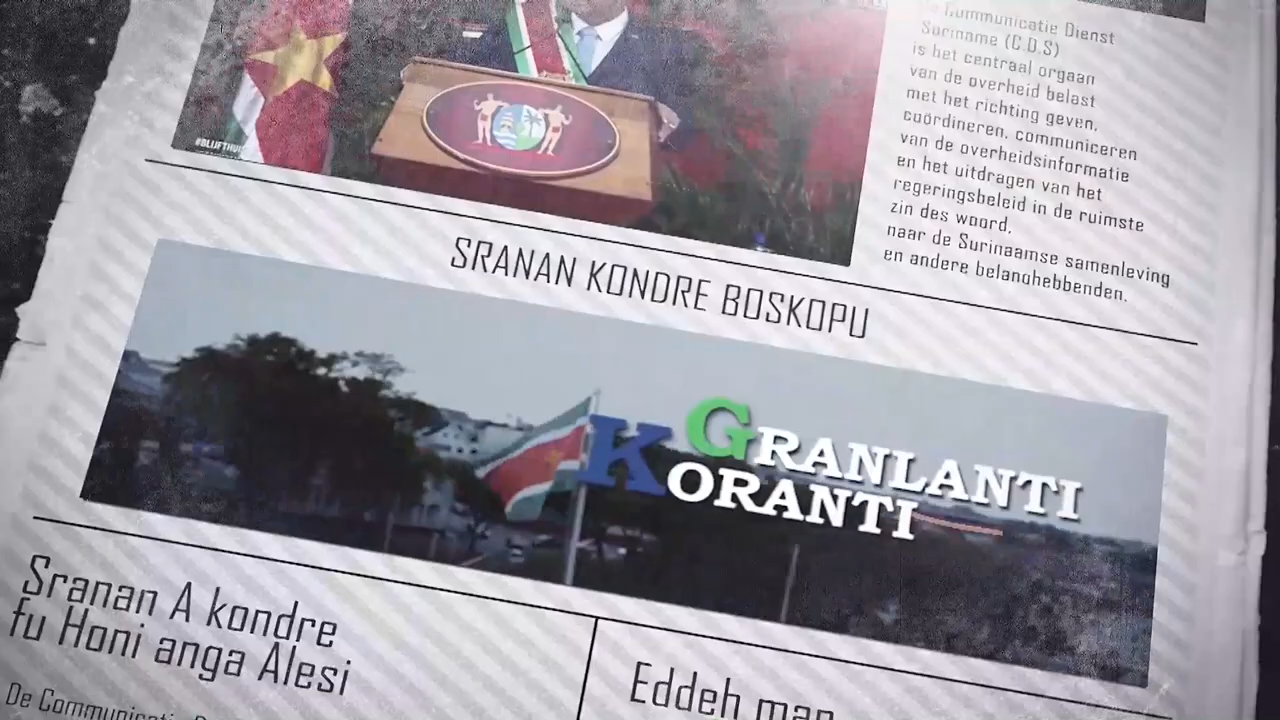 #BLIJFTHUIS
Communicatie Dienst
Suriname (C.D.S)
is het centraal orgaan
van de overheid belast
met het richting geven,
cuördineren, communiceren
van de overheidsinformatie
en het uitdragen van het
regeringsbeleid in de ruimste
zin des woord,
naar de Surinaamse samenleving
en andere belanghebbenden.
SRANAN KONDRE BOSKOPU
GRANLANTI
KORANTI
Sranan A kondre
fu Honi anga Alesi
De Communicatie
Eddeh man